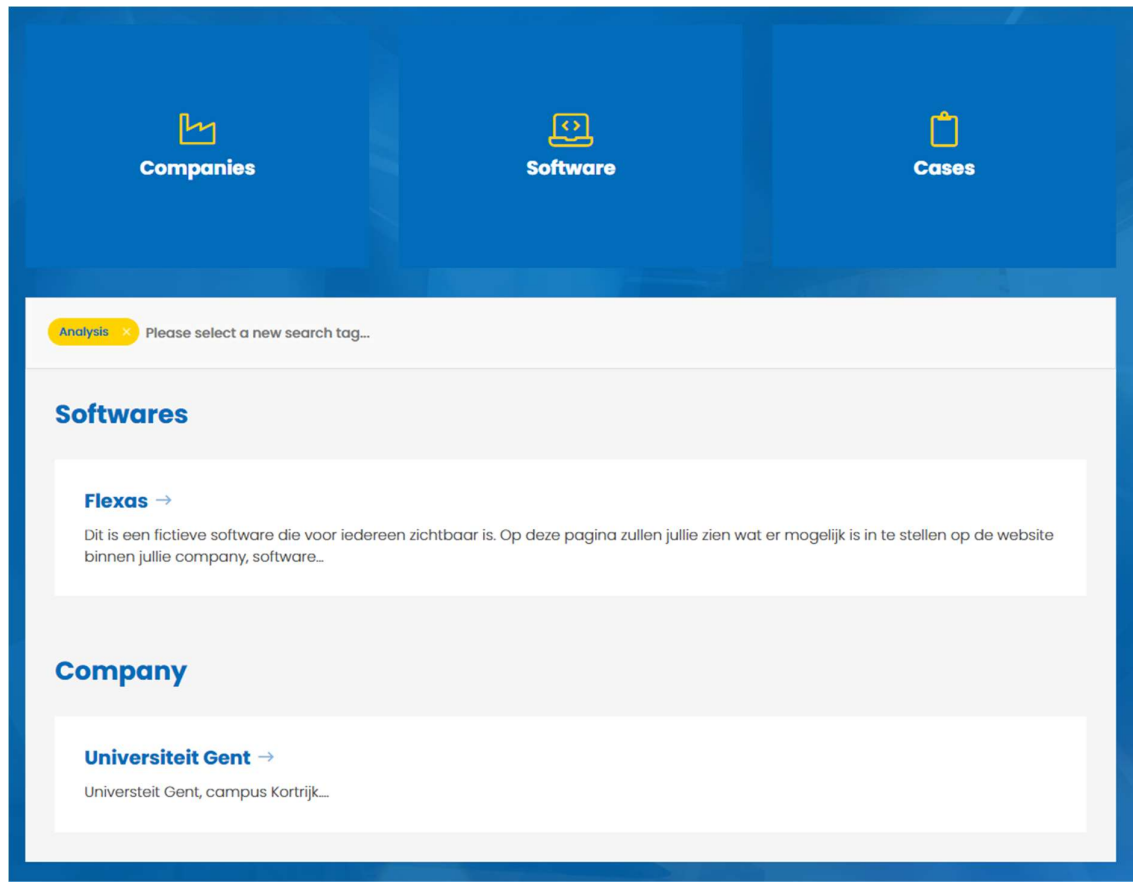 Companies
Software
Cases
Analysis × Please select a new search tag...
Softwares
Flexas →
Dit is een fictieve software die voor iedereen zichtbaar is. Op deze pagina zullen jullie zien wat er mogelijk is in te stellen op de website
binnen jullie company, software...
Company
Universiteit Gent →
Universteit Gent, campus Kortrijk....